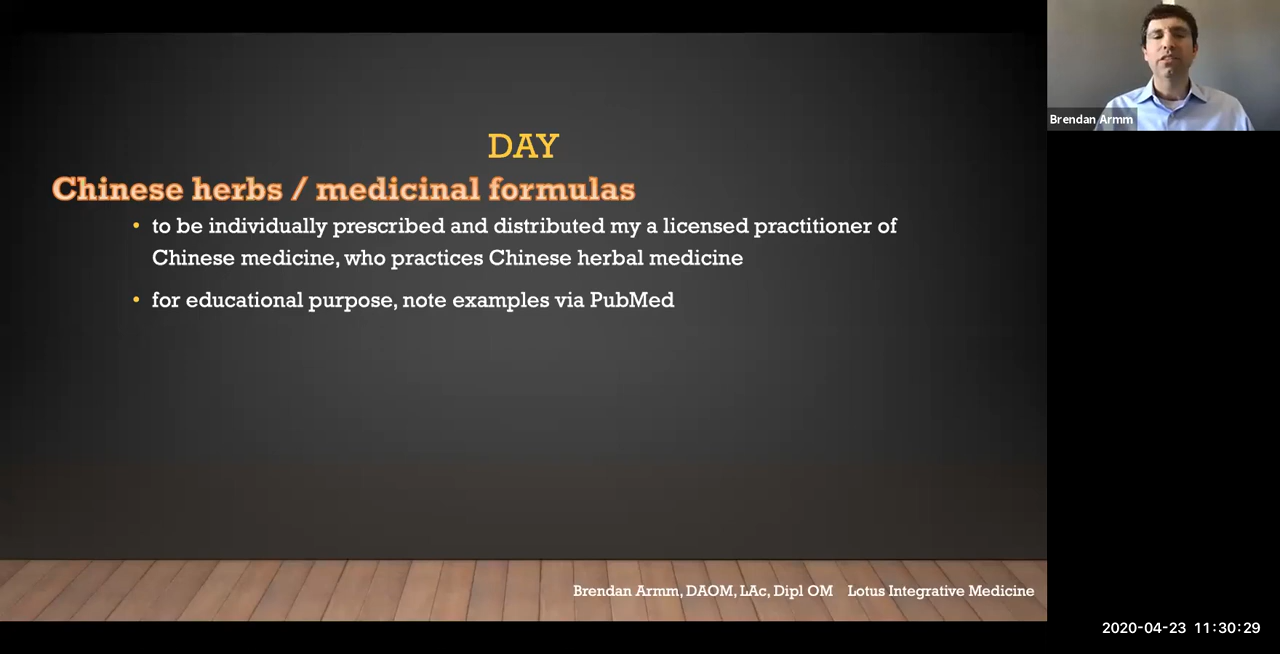 DAY
Chinese herbs / medicinal formulas
• to be individually prescribed and distributed my a licensed practitioner of
Chinese medicine, who practices Chinese herbal medicine
• for educational purpose, note examples via PubMed
Brendan Armm, DAOM, LAc, Dipl OM Lotus Integrative Medicine
Brendan Armm
2020-04-23 11:30:29